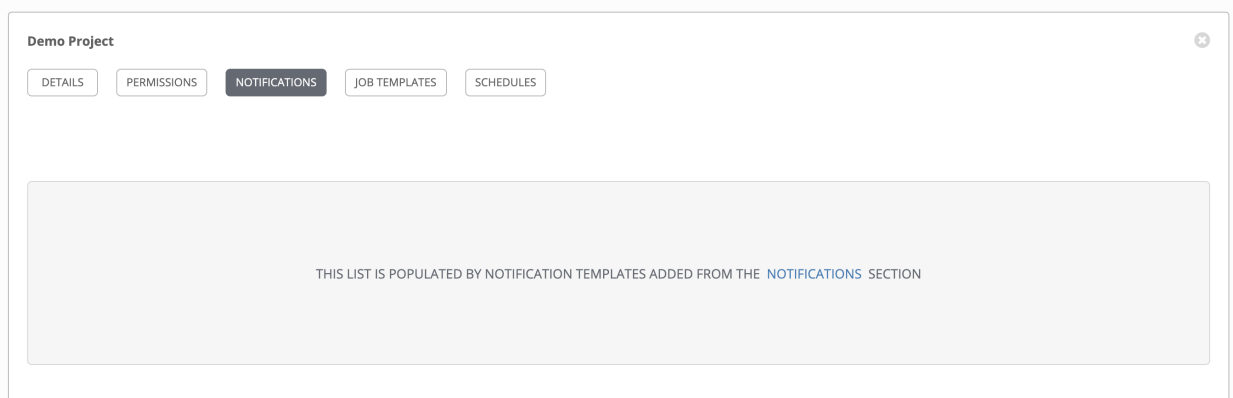 Demo Project
DETAILS PERMISSIONS NOTIFICATIONS JOB TEMPLATES SCHEDULES
THIS LIST IS POPULATED BY NOTIFICATION TEMPLATES ADDED FROM THE NOTIFICATIONS SECTION